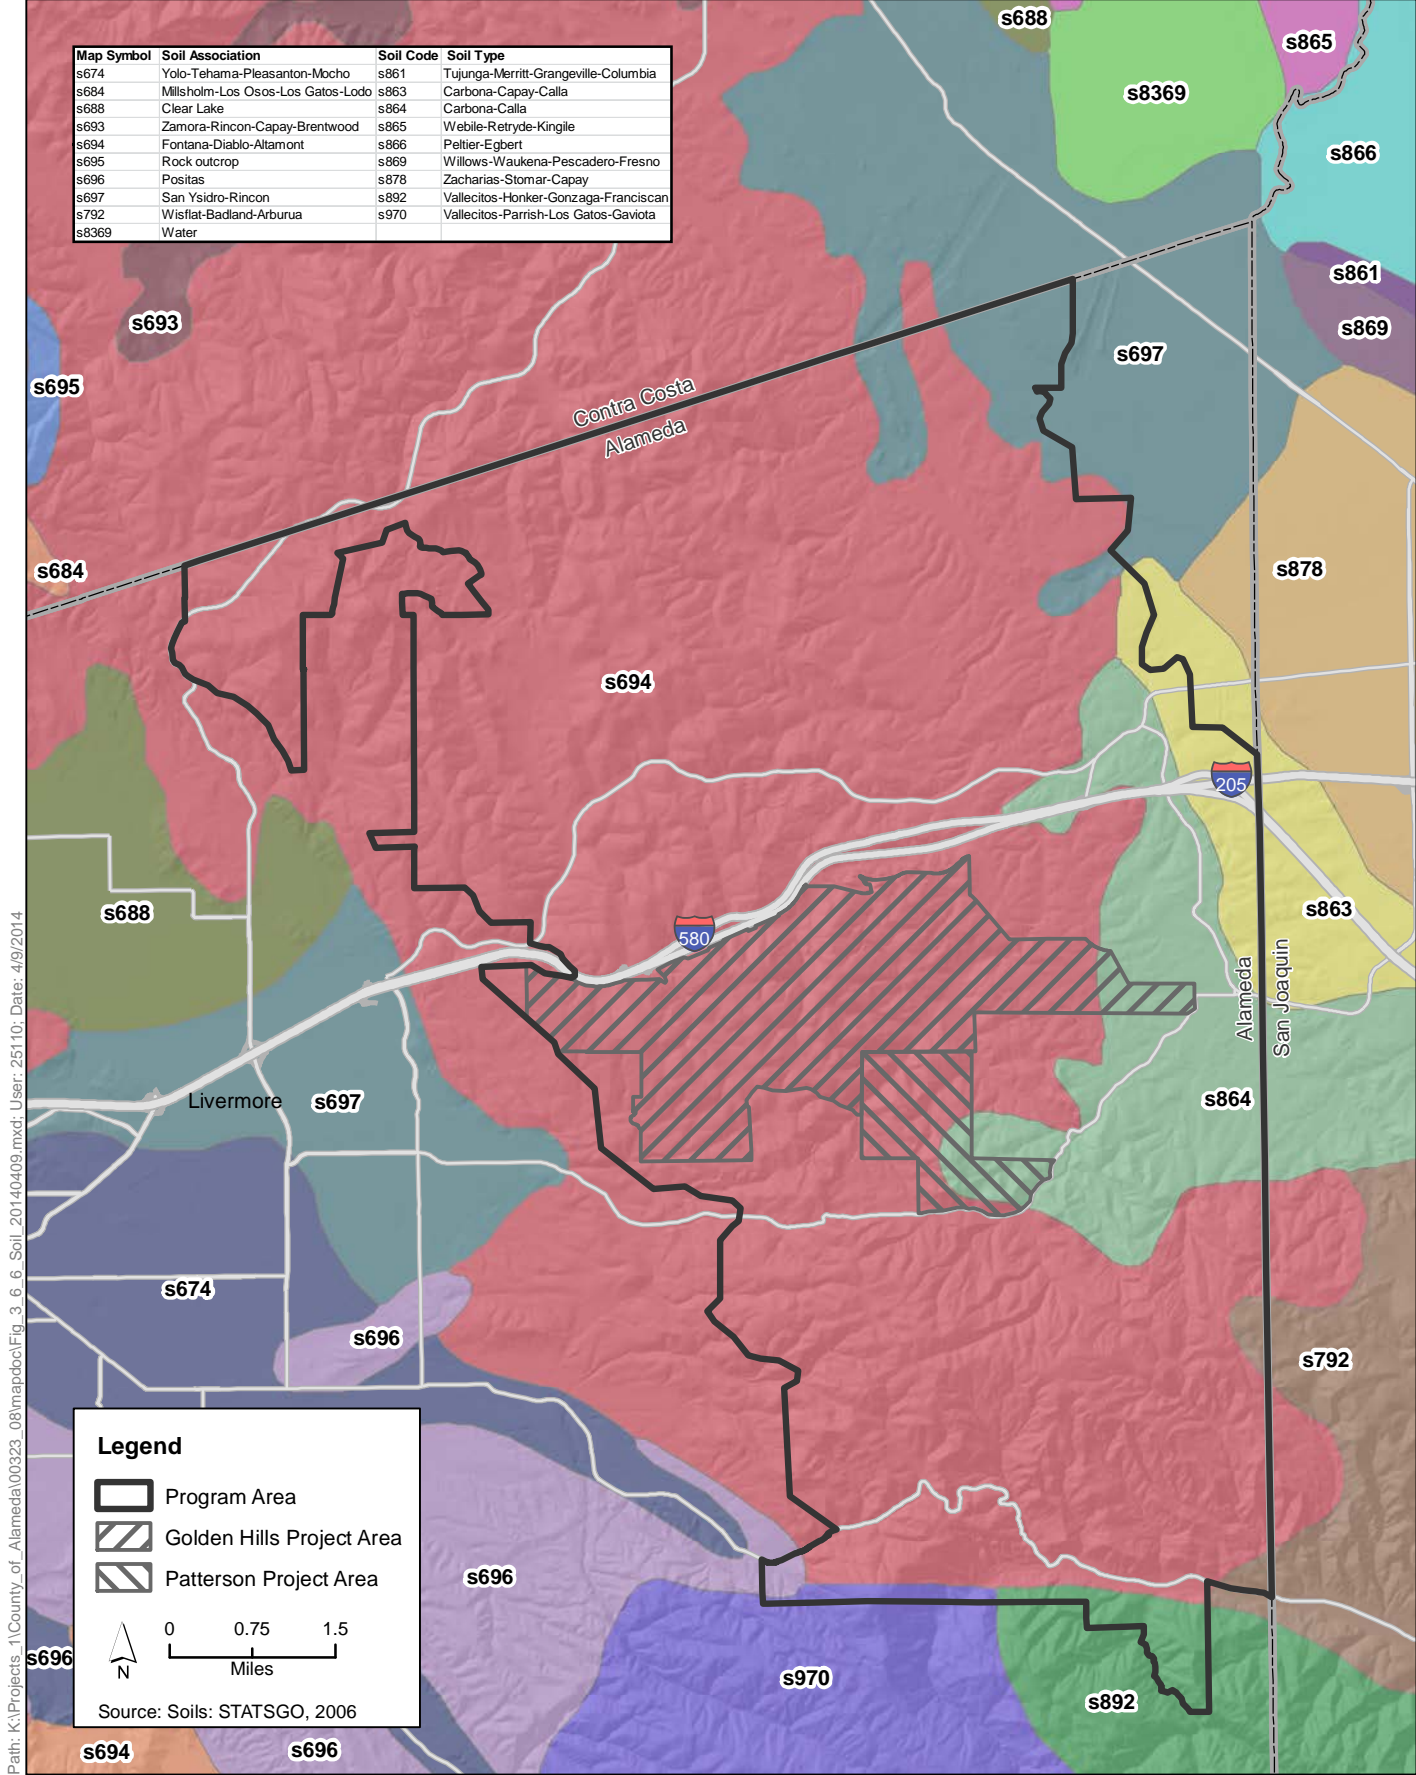 Map Symbol Soil Association Soil Code Soil Type
s674 Yolo-Tehama-Pleasanton-Mocho s861 Tujunga-Merritt-Grangeville-Columbia
s684 Millsholm-Los Osos-Los Gatos-Lodo s863 Carbona-Capay-Calla
s688 Clear Lake s864 Carbona-Calla
s693 Zamora-Rincon-Capay-Brentwood s865 Webile-Retryde-Kingile
s694 Fontana-Diablo-Altamont s866 Peltier-Egbert
s695 Rock outcrop s869 Willows-Waukena-Pescadero-Fresno
s696 Positas s878 Zacharias-Stomar-Capay
s697 San Ysidro-Rincon s892 Vallecitos-Honker-Gonzaga-Franciscan
s792 Wisflat-Badland-Arburua s970 Vallecitos-Parrish-Los Gatos-Gaviota
s8369 Water
s688
s865
s8369
s866
s861
s693
s869
s697
s695
Contra Costa
Alameda
s684
s878
s694
205
s688
s863
580
Alameda
San Joaquin
Livermore
s697
s864
s674
s696
s792
Legend
Program Area
Golden Hills Project Area
Patterson Project Area
0 0.75 1.5
Miles
N
Source: Soils: STATSGO, 2006
s696
s696
s970
s892
s694
s696
Path: K:\Projects_1\County_of_Alameda\00323_08\mapdoc\Fig_3_6_6_Soil_20140409.mxd; User: 25110; Date: 4/9/2014